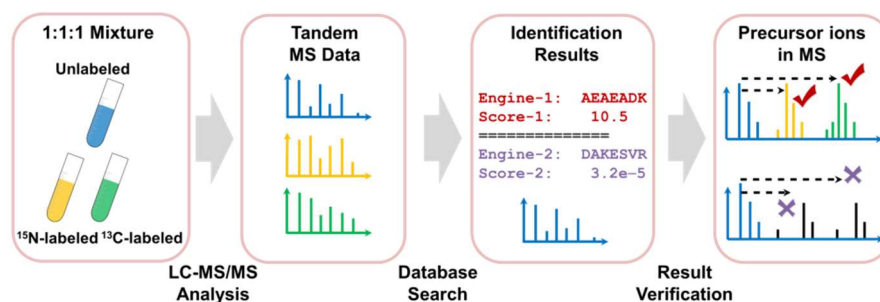 1:1:1 Mixture
Unlabeled
¹⁵N-labeled ¹³C-labeled
LC-MS/MS
Analysis
Tandem
MS Data
Database
Search
Identification
Results
Engine-1: AEAEADK
Score-1: 10.5
===============
Engine-2: DAKESVR
Score-2: 3.2e-5
Result
Verification
Precursor ions
in MS